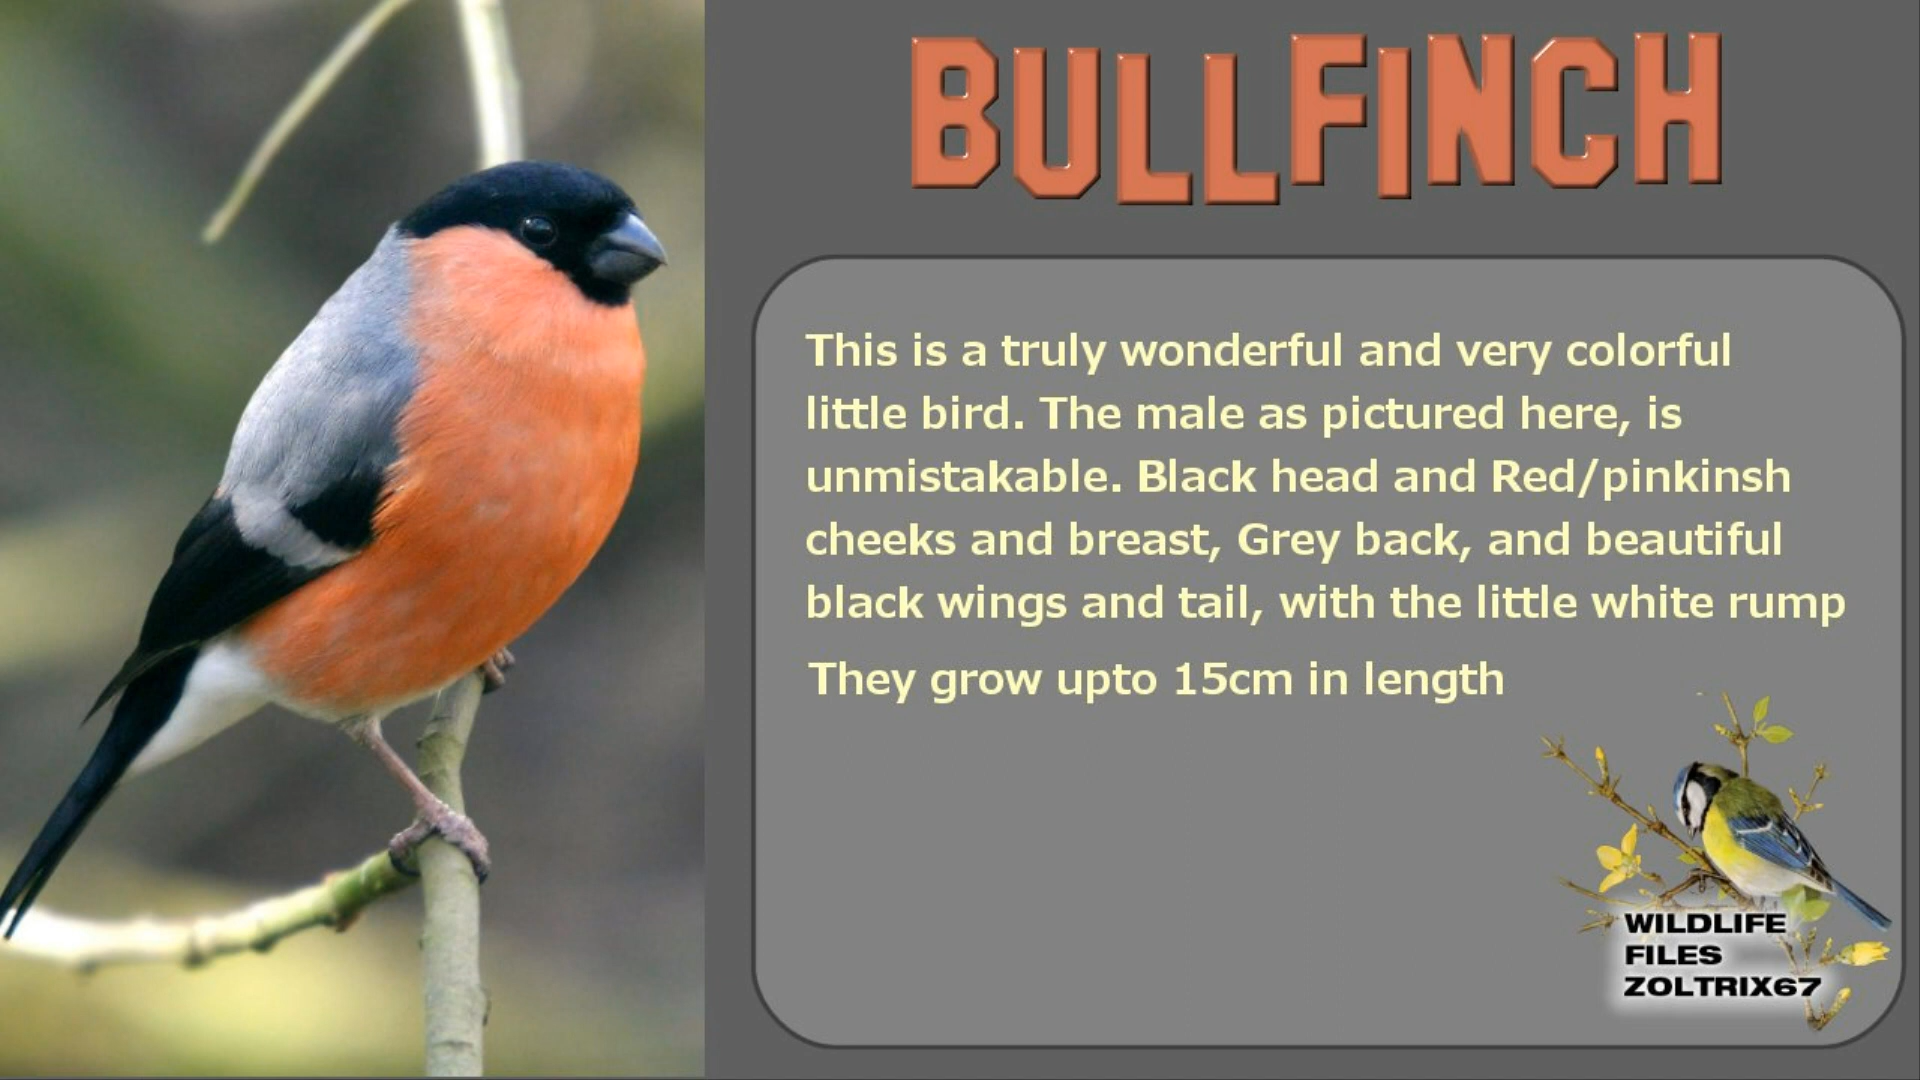 BULLFINCH
This is a truly wonderful and very colorful
little bird. The male as pictured here, is
unmistakable. Black head and Red/pinkinsh
cheeks and breast, Grey back, and beautiful
black wings and tail, with the little white rump
They grow upto 15cm in length
WILDLIFE
FILES
ZOLTRIX67